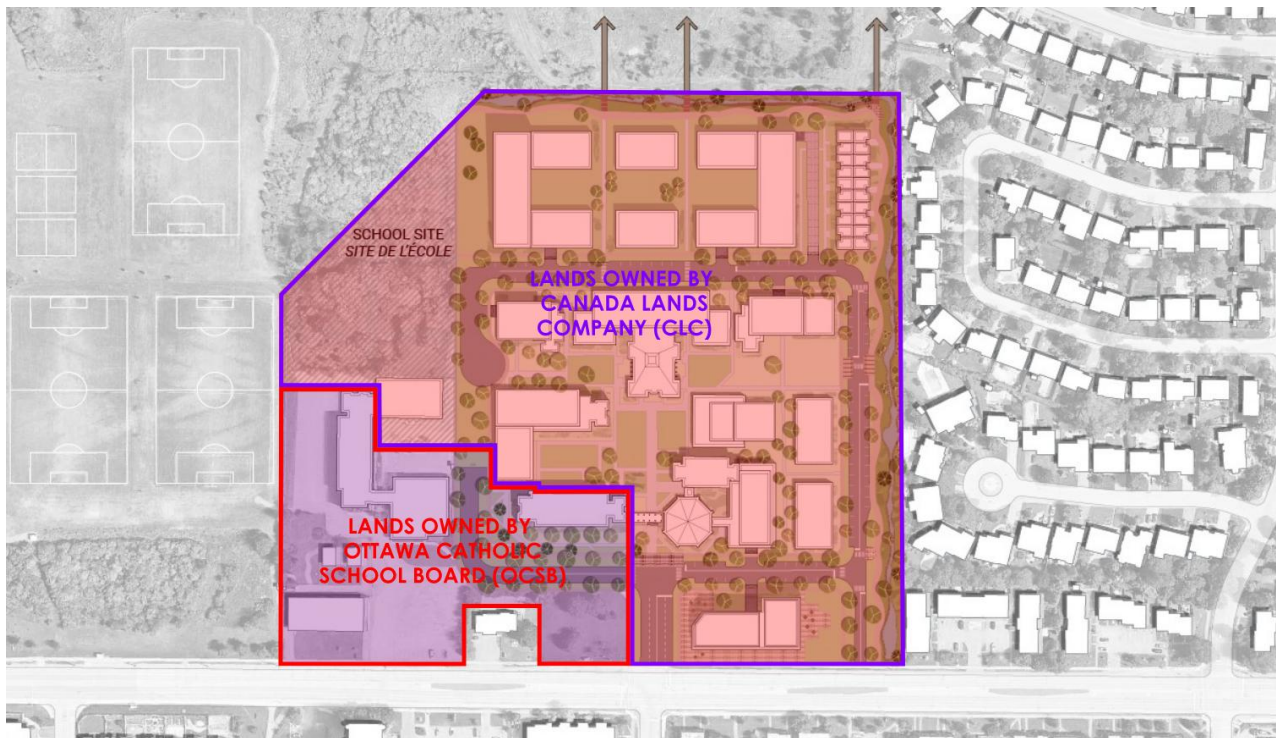 SCHOOL SITE
SITE DE L'ÉCOLE
LANDS OWNED BY
CANADA LANDS
COMPANY (CLC)
LANDS OWNED BY
OTTAWA CATHOLIC
SCHOOL BOARD (OCSB)